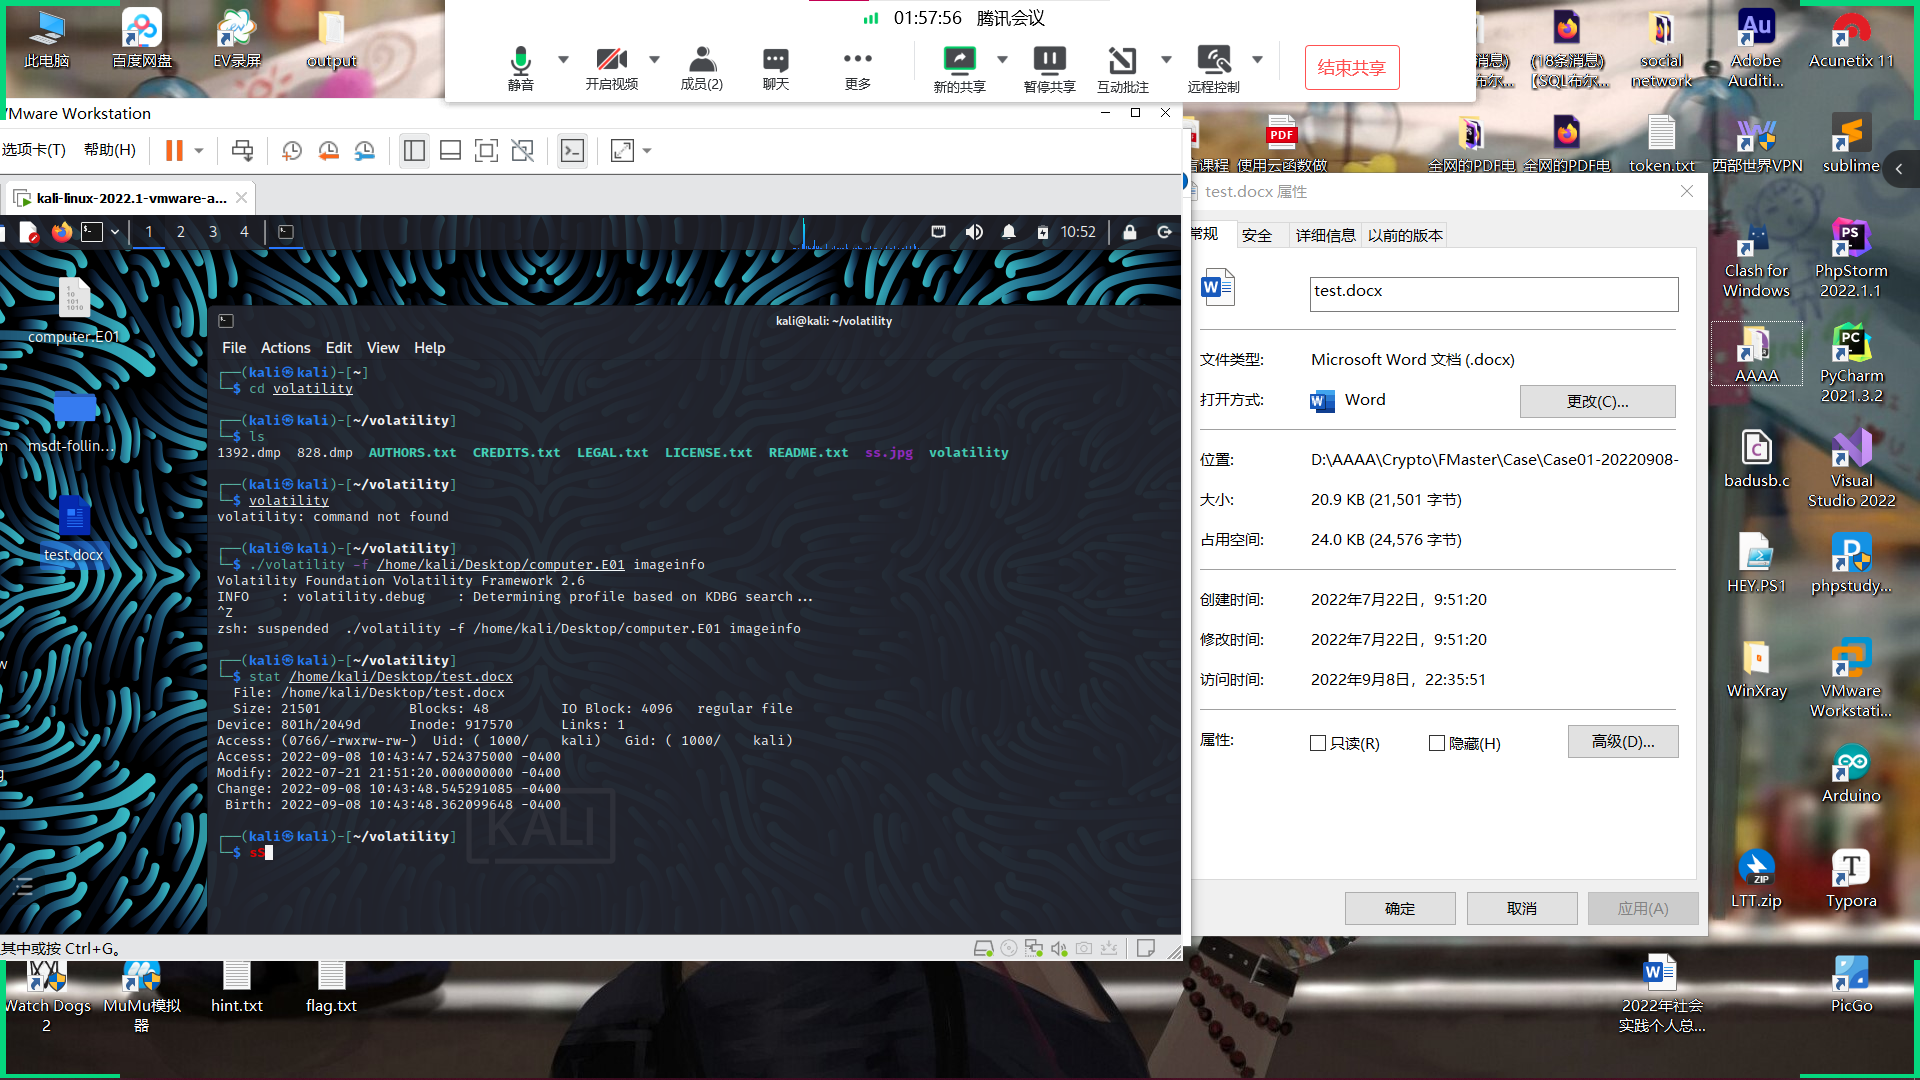 01:57:56 腾讯会议
静音
开启视频
成员(2)
聊天
更多
新的共享
暂停共享
互动批注
远程控制
结束共享
此电脑
百度网盘
EV录屏
output
social
network
(18条消息)
【SQL布尔...
Adobe
Auditi...
Acunetix 11
使用云函数做
全网的PDF电
全网的PDF电
token.txt
西部世界VPN
sublime
VMware Workstation
选项卡(T) 帮助(H)
kali-linux-2022.1-vmware-a...
1 2 3 4
10:52
computer.E01
msdt-follin...
test.docx
kali@kali: ~/volatility
File Actions Edit View Help
┌──(kali㉿kali)-[~]
└─$ cd volatility
┌──(kali㉿kali)-[~/volatility]
└─$ ls
1392.dmp 828.dmp AUTHORS.txt CREDITS.txt LEGAL.txt LICENSE.txt README.txt ss.jpg volatility
┌──(kali㉿kali)-[~/volatility]
└─$ volatility
volatility: command not found
┌──(kali㉿kali)-[~/volatility]
└─$ ./volatility -f /home/kali/Desktop/computer.E01 imageinfo
Volatility Foundation Volatility Framework 2.6
INFO    : volatility.debug    : Determining profile based on KDBG search...
^Z
zsh: suspended  ./volatility -f /home/kali/Desktop/computer.E01 imageinfo
┌──(kali㉿kali)-[~/volatility]
└─$ stat /home/kali/Desktop/test.docx
File: /home/kali/Desktop/test.docx
Size: 21501 Blocks: 48 IO Block: 4096 regular file
Device: 801h/2049d Inode: 917570 Links: 1
Access: (0766/-rwxrw-rw-) Uid: ( 1000/    kali) Gid: ( 1000/    kali)
Access: 2022-09-08 10:43:47.524375000 -0400
Modify: 2022-07-21 21:51:20.000000000 -0400
Change: 2022-09-08 10:43:48.545291085 -0400
Birth: 2022-09-08 10:43:48.362099648 -0400
┌──(kali㉿kali)-[~/volatility]
└─$ sS
KALI
其中或按 Ctrl+G。
test.docx 属性
常规 安全 详细信息 以前的版本
test.docx
文件类型: Microsoft Word 文档 (.docx)
打开方式: Word 更改(C)...
位置: D:\AAAA\Crypto\FMaster\Case\Case01-20220908-
大小: 20.9 KB (21,501 字节)
占用空间: 24.0 KB (24,576 字节)
创建时间: 2022年7月22日，9:51:20
修改时间: 2022年7月22日，9:51:20
访问时间: 2022年9月8日，22:35:51
属性: 只读(R) 隐藏(H) 高级(D)...
确定 取消 应用(A)
Clash for
Windows
PhpStorm
2022.1.1
AAAA
PyCharm
2021.3.2
badusb.c
Visual
Studio 2022
HEY.PS1
phpstudy...
WinXray
VMware
Workstati...
Arduino
LTT.zip
Typora
Watch Dogs
2
MuMu模拟
器
hint.txt
flag.txt
2022年社会
实践个人总...
PicGo